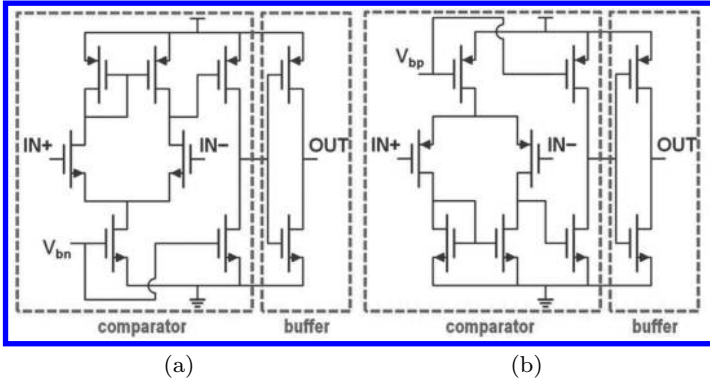 IN+
IN−
OUT
V_bn
comparator
buffer
(a)
V_bp
IN+
IN−
OUT
comparator
buffer
(b)